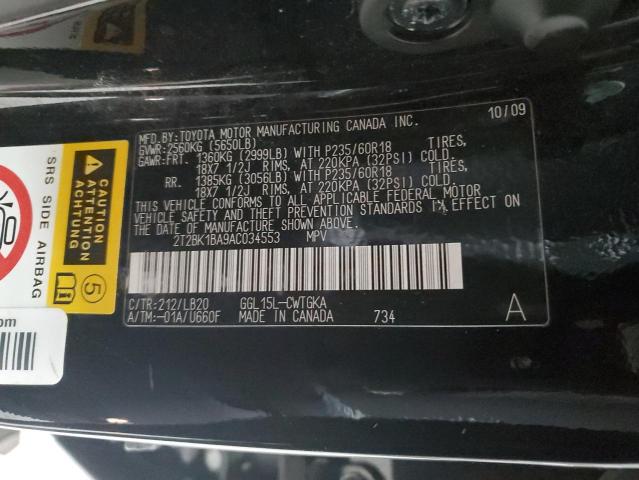 MFD.BY:TOYOTA MOTOR MANUFACTURING CANADA INC. 10/09
GVWR:2560KG (5650LB)
GAWR:FRT. 1360KG (2999LB) WITH P235/60R18 TIRES,
18X7 1/2J RIMS, AT 220KPA (32PSI) COLD.
RR. 1385KG (3056LB) WITH P235/60R18 TIRES,
18X7 1/2J RIMS, AT 220KPA (32PSI) COLD.
THIS VEHICLE CONFORMS TO ALL APPLICABLE FEDERAL MOTOR
VEHICLE SAFETY AND THEFT PREVENTION STANDARDS IN EFFECT ON
THE DATE OF MANUFACTURE SHOWN ABOVE.
2T2BK1BA9AC034553 MPV
C/TR:212/LB20 GGL15L-CWTGKA
A/TM:-01A/U660F MADE IN CANADA 734 A
SRS SIDE AIRBAG
CAUTION
ATTENTION
ACHTUNG
5
om